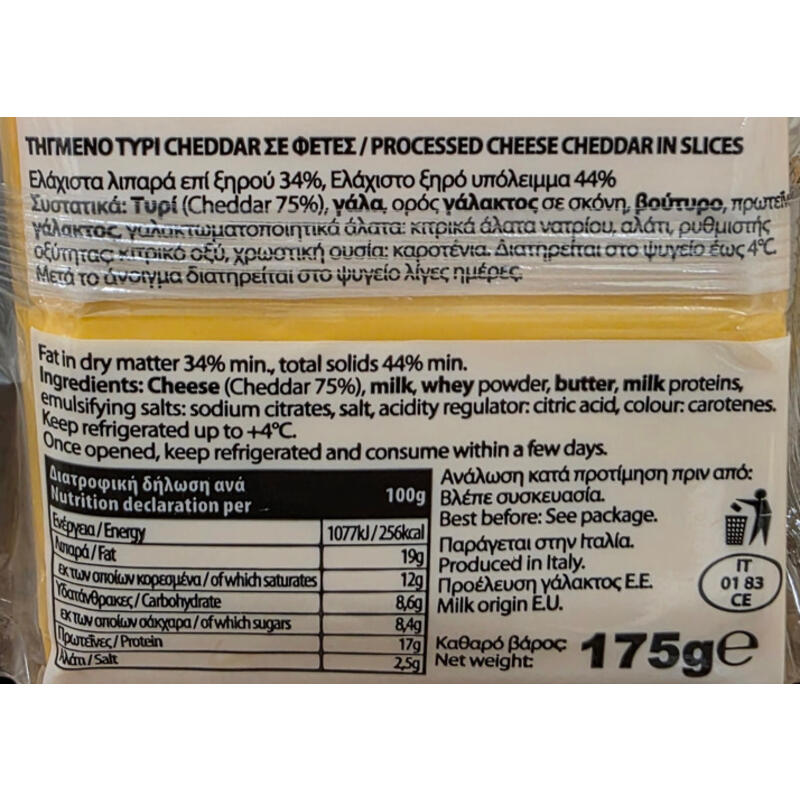 ΤΗΓΜΕΝΟ ΤΥΡΙ CHEDDAR ΣΕ ΦΕΤΕΣ / PROCESSED CHEESE CHEDDAR IN SLICES
Ελάχιστα λιπαρά επί ξηρού 34%, Ελάχιστο ξηρό υπόλειμμα 44%
Συστατικά: Τυρί (Cheddar 75%), γάλα, ορός γάλακτος σε σκόνη, βούτυρο, πρωτεΐν
γάλακτος, γαλακτωματοποιητικά άλατα: κιτρικά άλατα νατρίου, αλάτι, ρυθμιστής
οξύτητας: κιτρικό οξύ, χρωστική ουσία: καροτένια. Διατηρείται στο ψυγείο έως 4°C.
Μετά το άνοιγμα διατηρείται στο ψυγείο λίγες ημέρες.
Fat in dry matter 34% min., total solids 44% min.
Ingredients: Cheese (Cheddar 75%), milk, whey powder, butter, milk proteins,
emulsifying salts: sodium citrates, salt, acidity regulator: citric acid, colour: carotenes.
Keep refrigerated up to +4°C.
Once opened, keep refrigerated and consume within a few days.
Διατροφική δήλωση ανά
Nutrition declaration per 100g
Ενέργεια / Energy 1077kJ / 256kcal
Λιπαρά / Fat 19g
εκ των οποίων κορεσμένα / of which saturates 12g
Υδατάνθρακες / Carbohydrate 8,6g
εκ των οποίων σάκχαρα / of which sugars 8,4g
Πρωτεΐνες / Protein 17g
Αλάτι / Salt 2,5g
Ανάλωση κατά προτίμηση πριν από:
Βλέπε συσκευασία.
Best before: See package.
Παράγεται στην Ιταλία.
Produced in Italy.
Προέλευση γάλακτος Ε.Ε.
Milk origin E.U.
IT
01 83
CE
Καθαρό βάρος:
Net weight: 175g℮